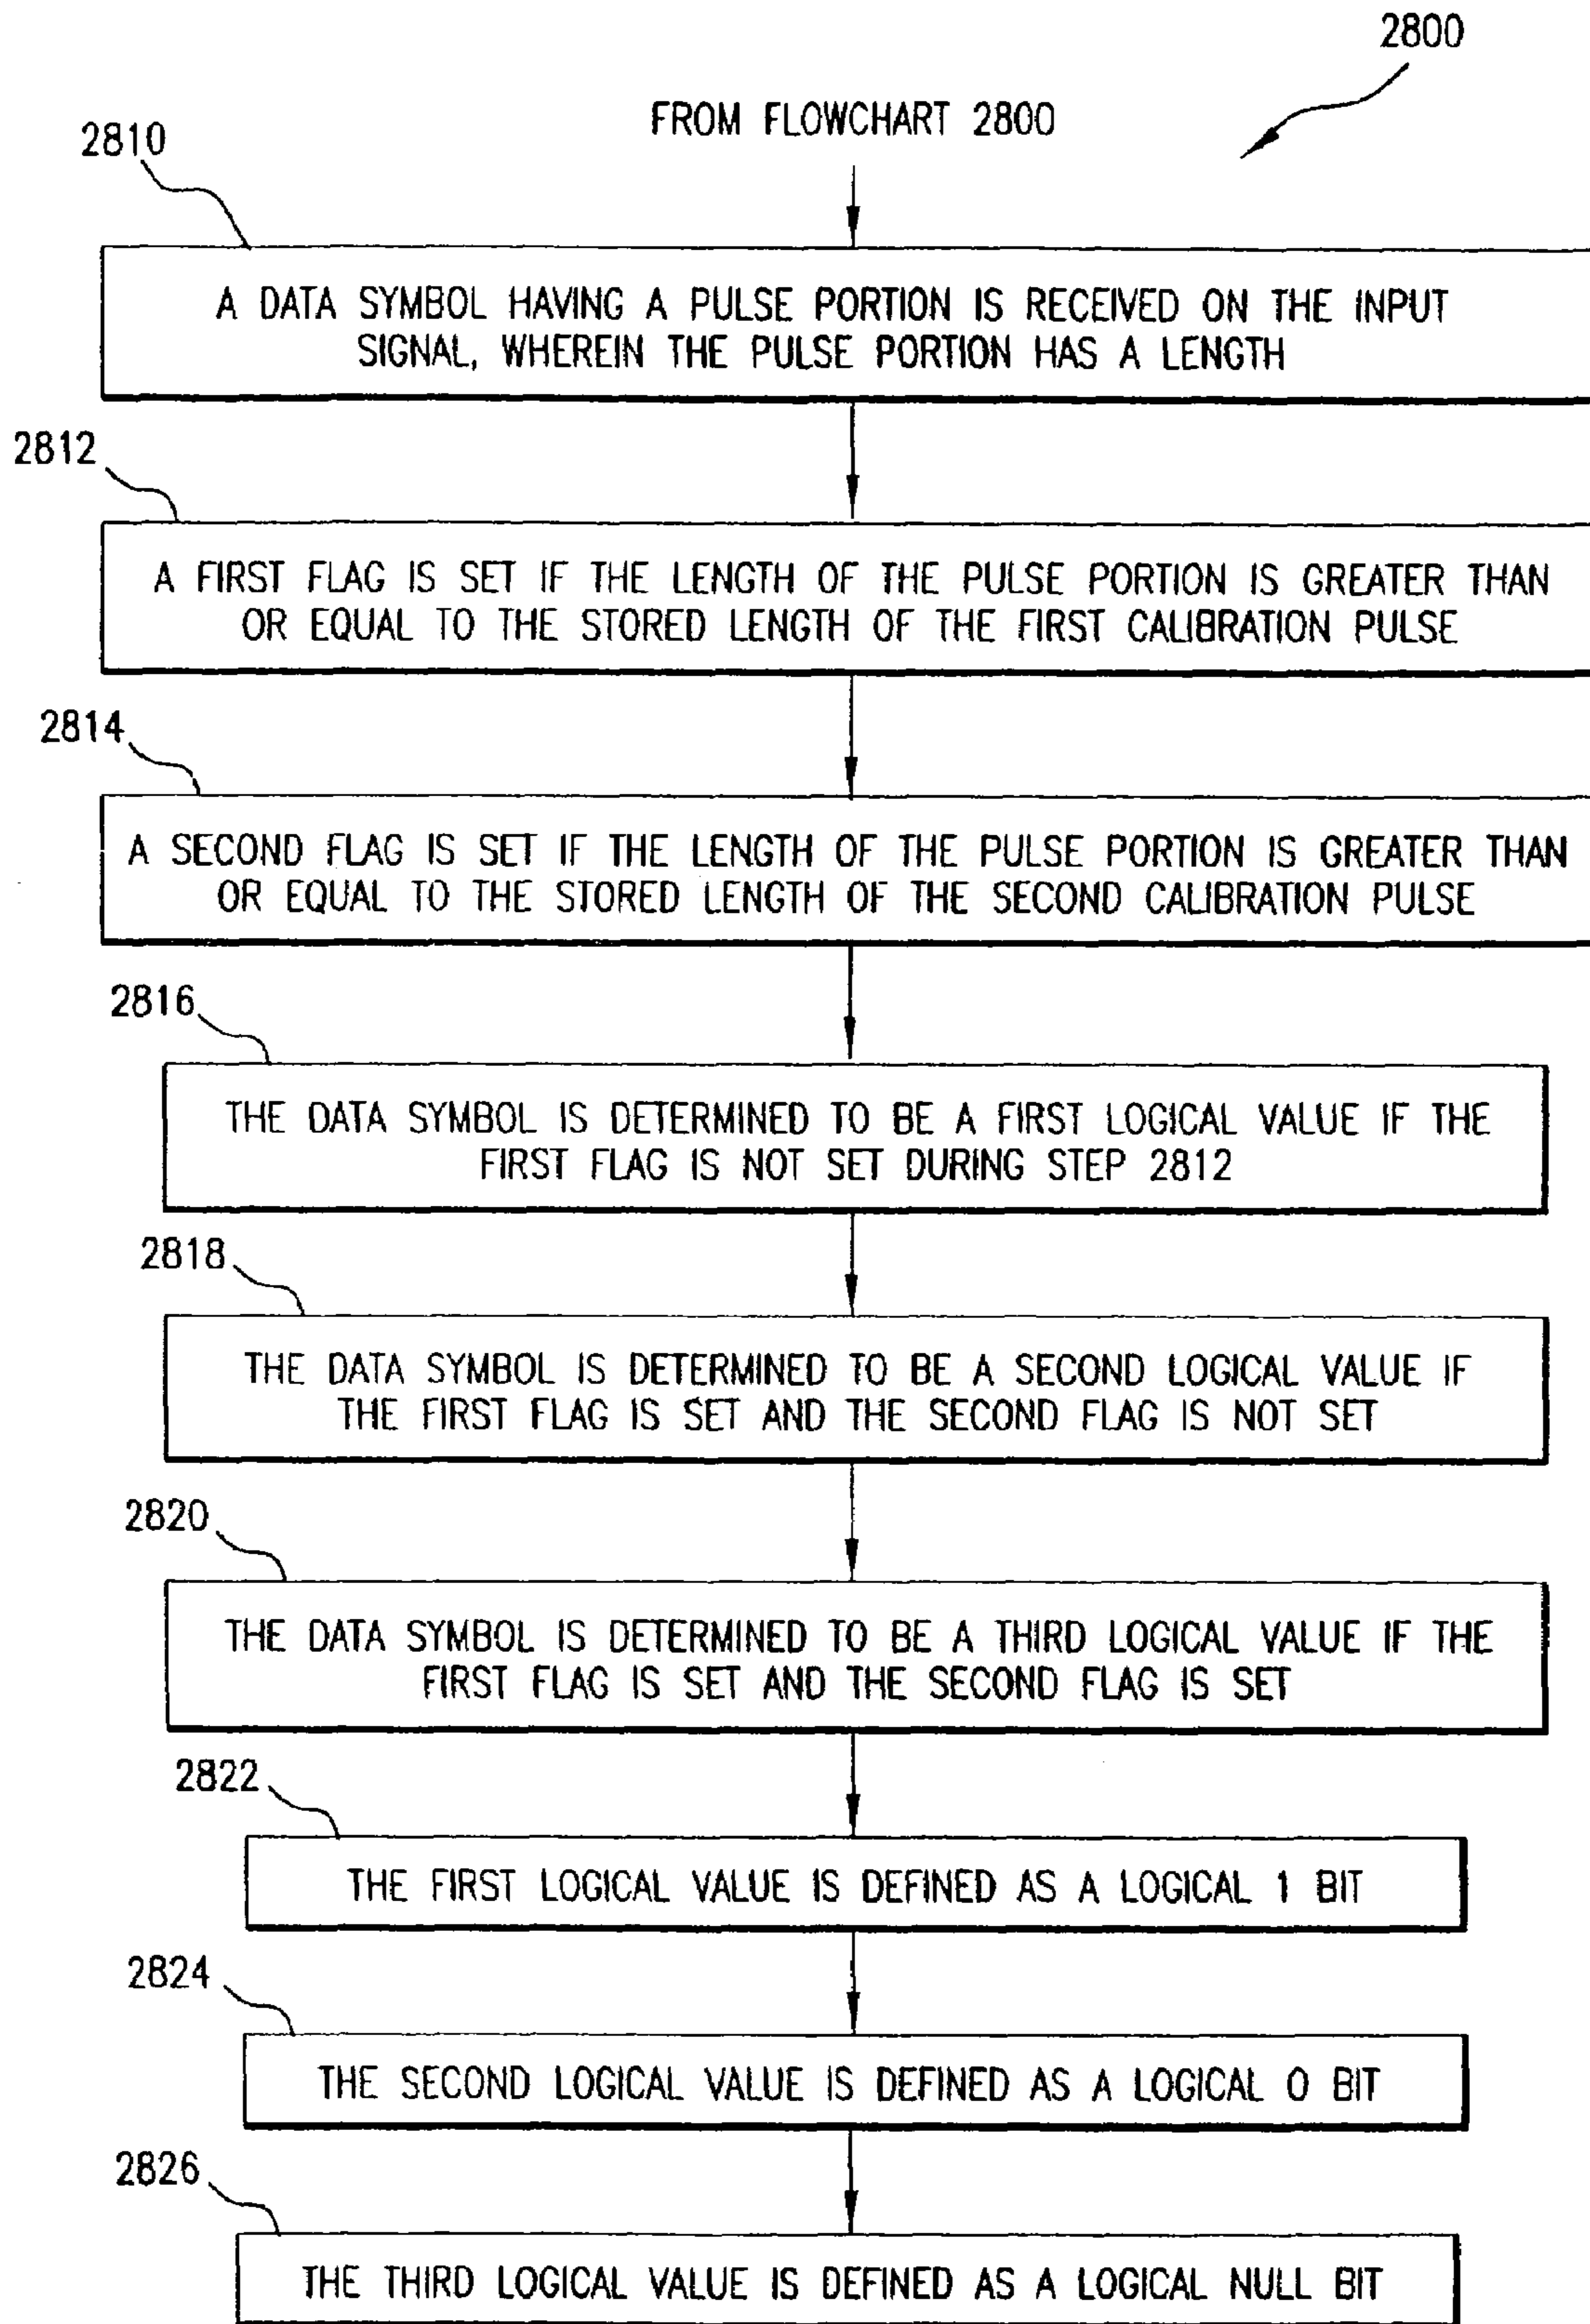 2800
FROM FLOWCHART 2800
2810
A DATA SYMBOL HAVING A PULSE PORTION IS RECEIVED ON THE INPUT
SIGNAL, WHEREIN THE PULSE PORTION HAS A LENGTH
2812
A FIRST FLAG IS SET IF THE LENGTH OF THE PULSE PORTION IS GREATER THAN
OR EQUAL TO THE STORED LENGTH OF THE FIRST CALIBRATION PULSE
2814
A SECOND FLAG IS SET IF THE LENGTH OF THE PULSE PORTION IS GREATER THAN
OR EQUAL TO THE STORED LENGTH OF THE SECOND CALIBRATION PULSE
2816
THE DATA SYMBOL IS DETERMINED TO BE A FIRST LOGICAL VALUE IF THE
FIRST FLAG IS NOT SET DURING STEP 2812
2818
THE DATA SYMBOL IS DETERMINED TO BE A SECOND LOGICAL VALUE IF
THE FIRST FLAG IS SET AND THE SECOND FLAG IS NOT SET
2820
THE DATA SYMBOL IS DETERMINED TO BE A THIRD LOGICAL VALUE IF THE
FIRST FLAG IS SET AND THE SECOND FLAG IS SET
2822
THE FIRST LOGICAL VALUE IS DEFINED AS A LOGICAL 1 BIT
2824
THE SECOND LOGICAL VALUE IS DEFINED AS A LOGICAL 0 BIT
2826
THE THIRD LOGICAL VALUE IS DEFINED AS A LOGICAL NULL BIT